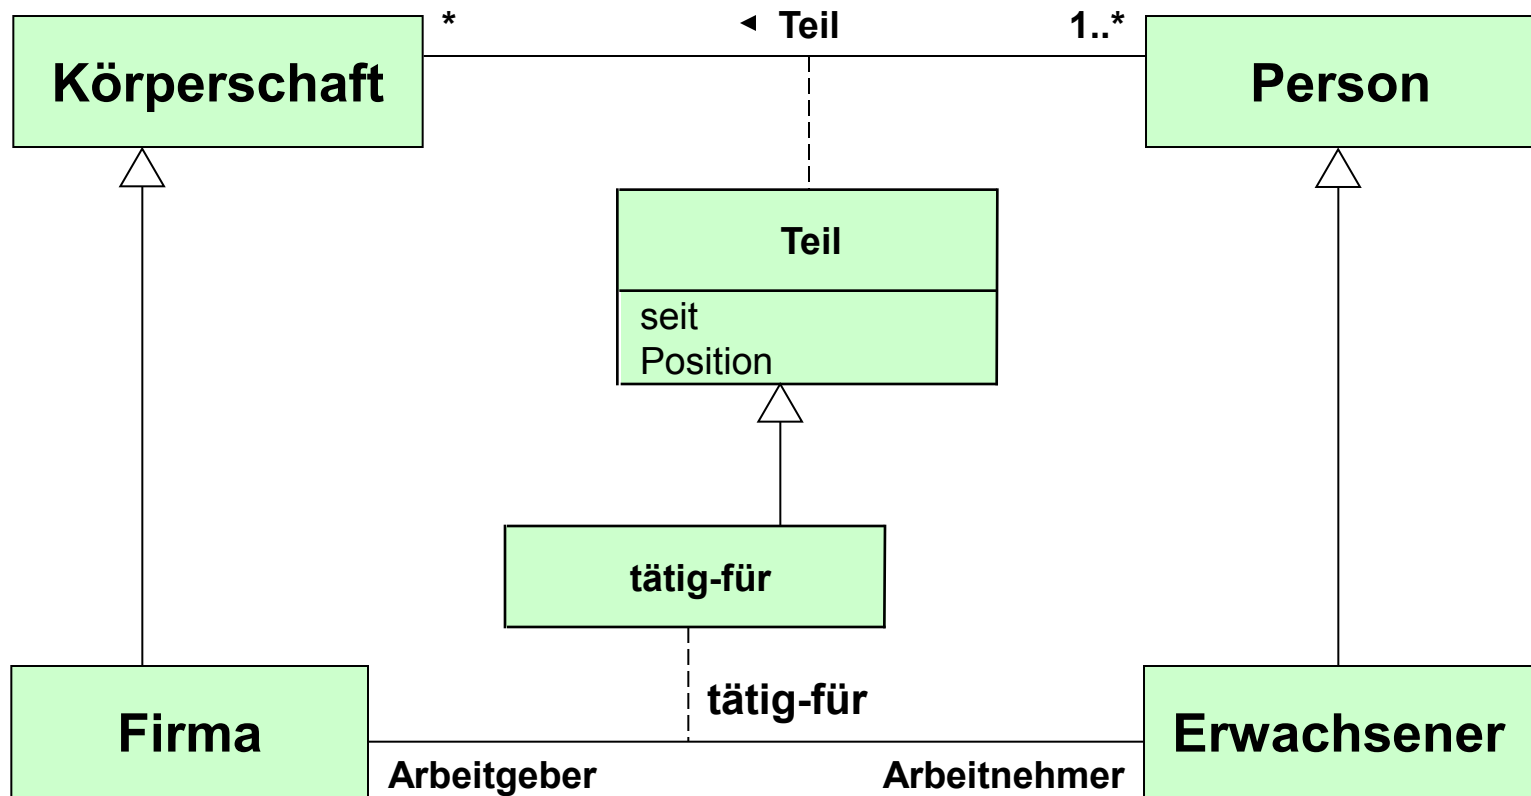 * ◄ Teil 1..*
Körperschaft
Person
Teil
seit
Position
tätig-für
tätig-für
Firma
Erwachsener
Arbeitgeber
Arbeitnehmer